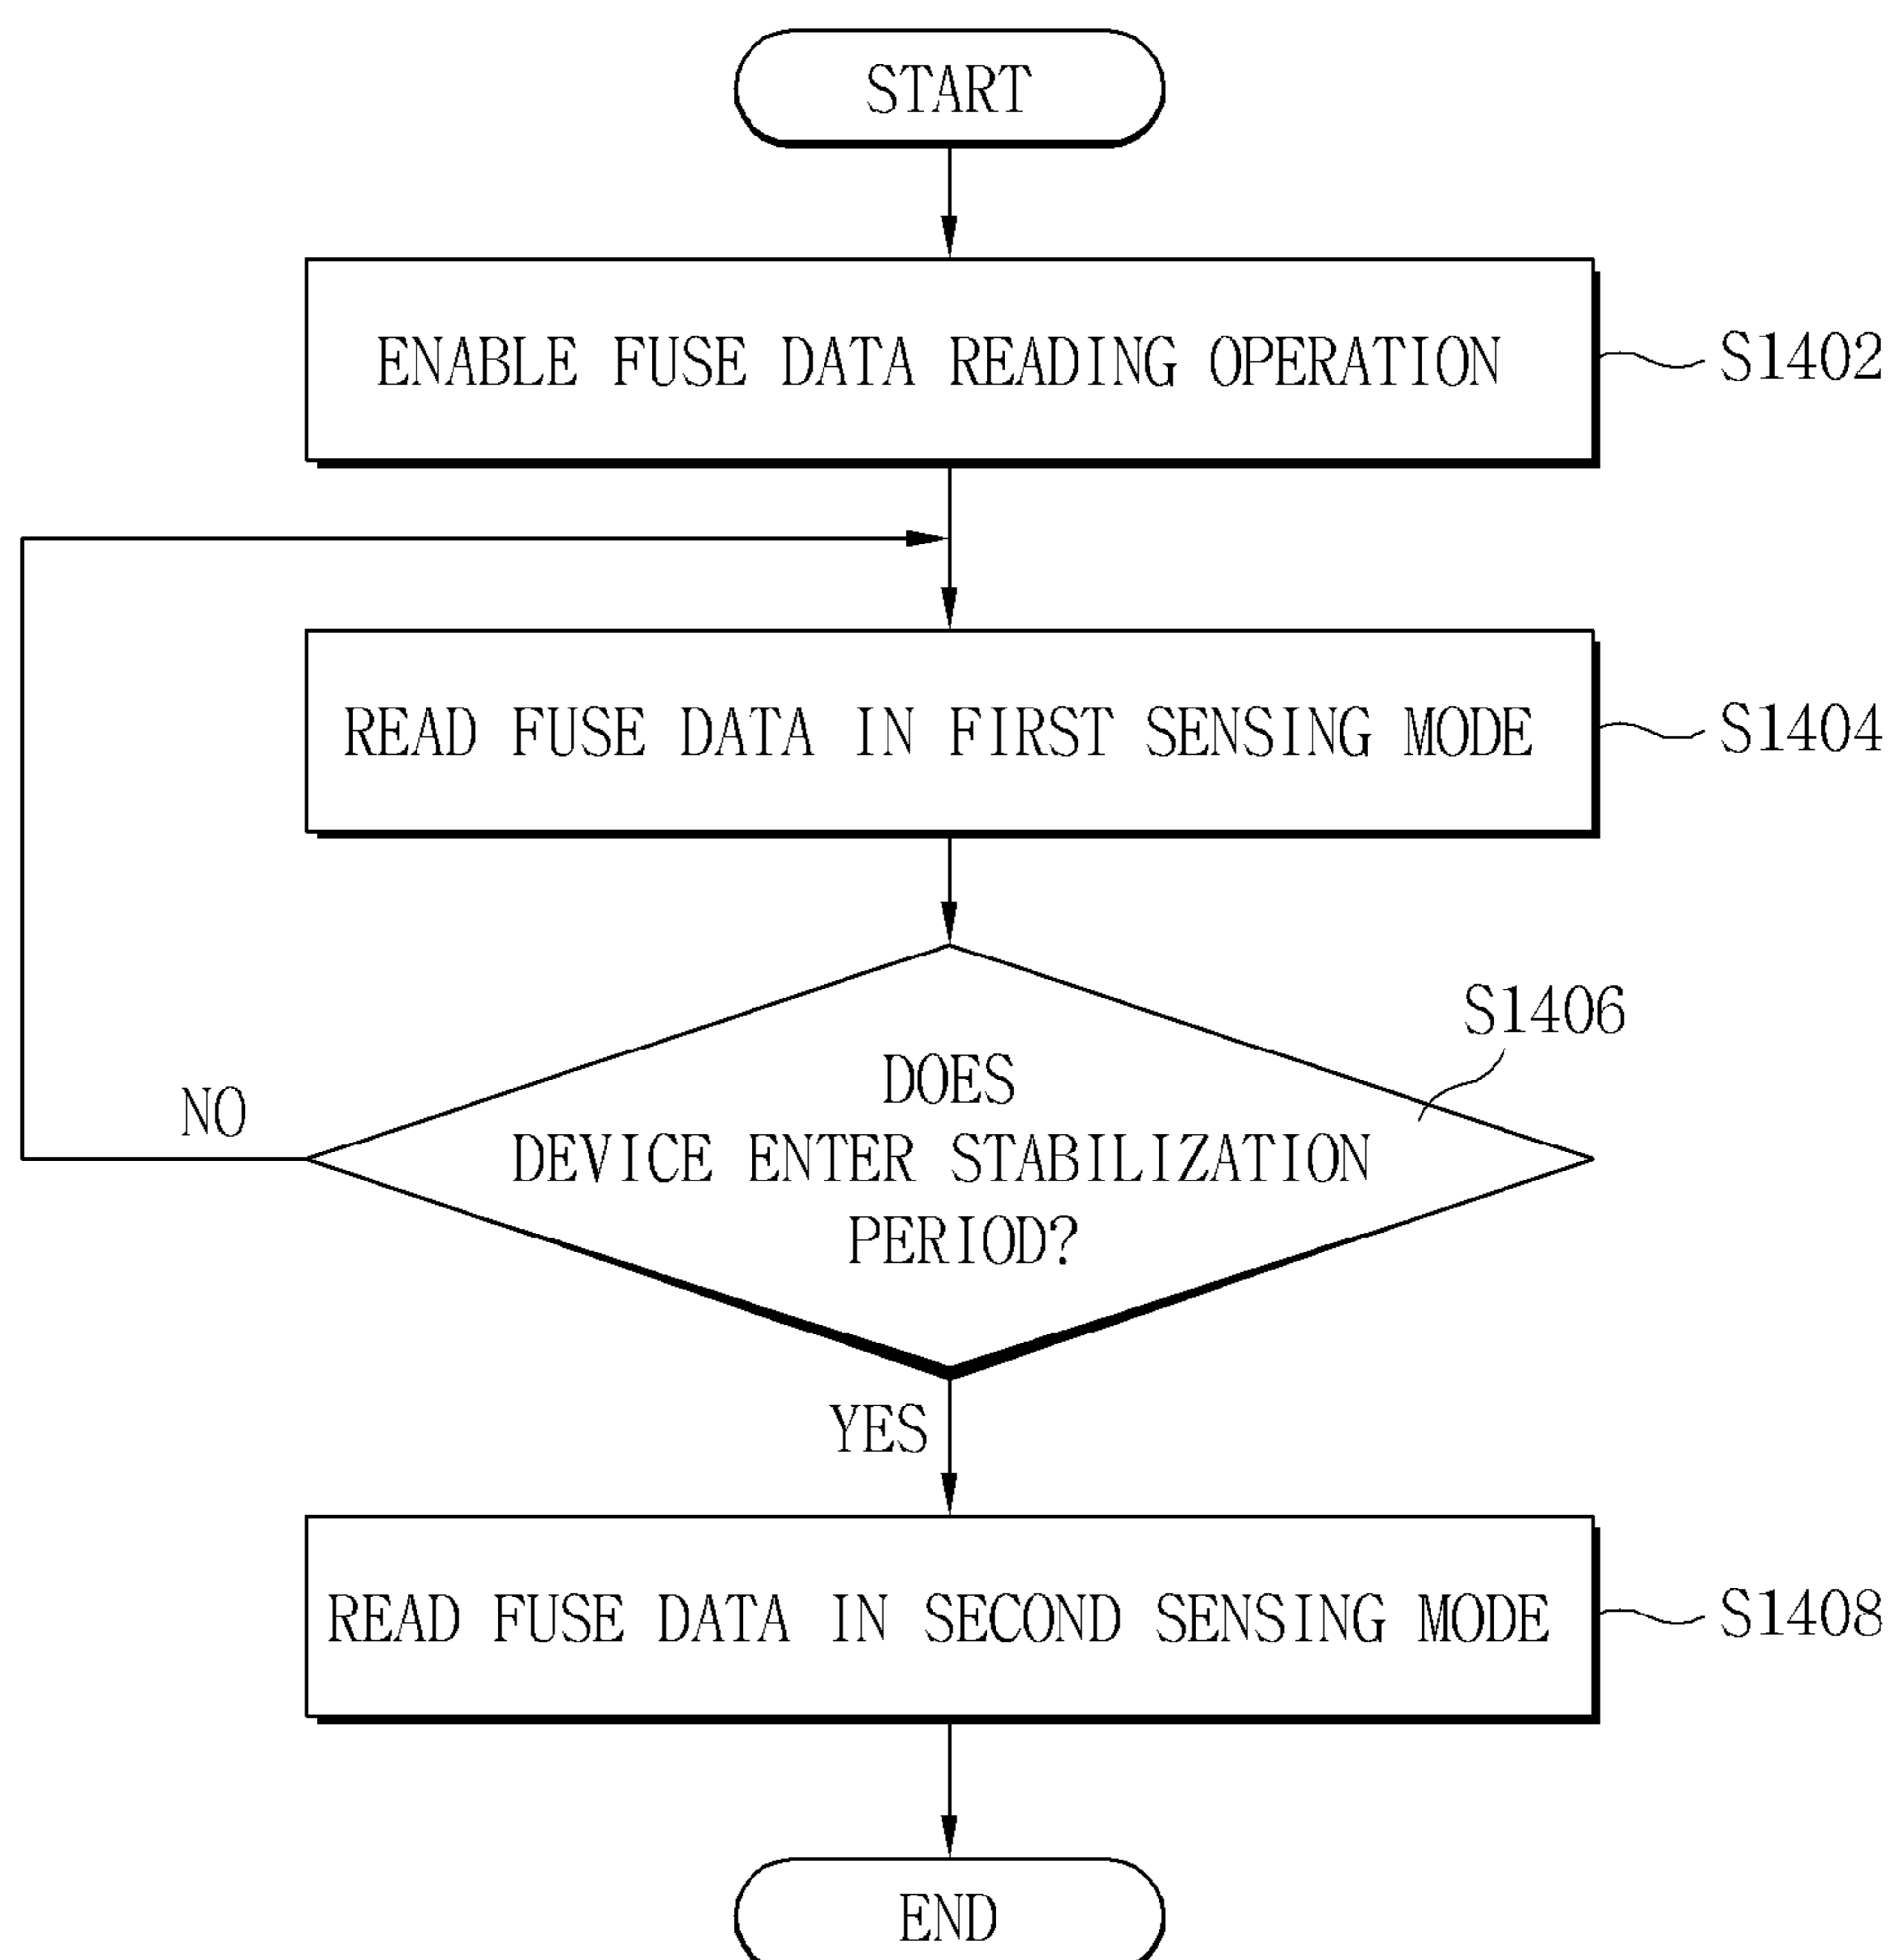 START
ENABLE FUSE DATA READING OPERATION
S1402
READ FUSE DATA IN FIRST SENSING MODE
S1404
S1406
DOES
DEVICE ENTER STABILIZATION
PERIOD?
NO
YES
READ FUSE DATA IN SECOND SENSING MODE
S1408
END